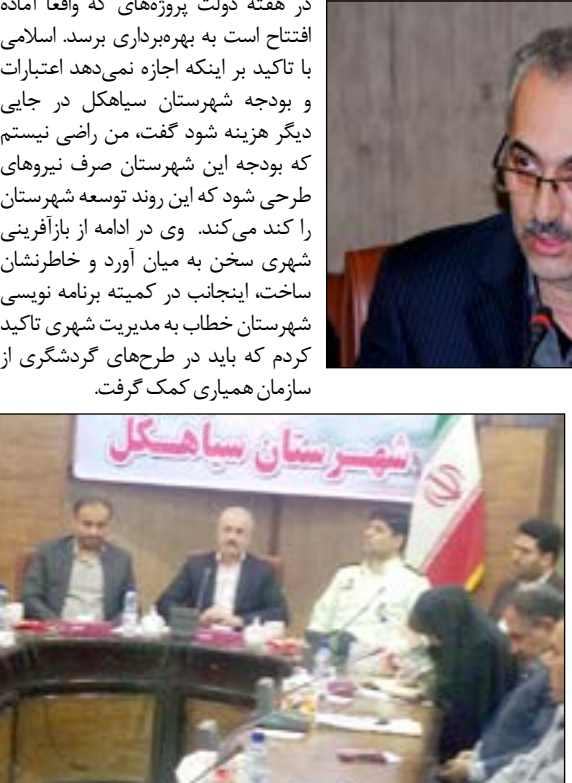 در هفته دولت پروژه‌های که واقعا آماده
افتتاح است به بهره‌برداری برسد. اسلامی
با تاکید بر اینکه اجازه نمی‌دهد اعتبارات
و بودجه شهرستان سیاهکل در جایی
دیگر هزینه شود گفت، من راضی نیستم
که بودجه این شهرستان صرف نیروهای
طرحی شود که این روند توسعه شهرستان
را کند می‌کند. وی در ادامه از بازآفرینی
شهری سخن به میان آورد و خاطرنشان
ساخت، اینجانب در کمیته برنامه نویسی
شهرستان خطاب به مدیریت شهری تاکید
کردم که باید در طرح‌های گردشگری از
سازمان همیاری کمک گرفت.
شهرستان سیاهکل